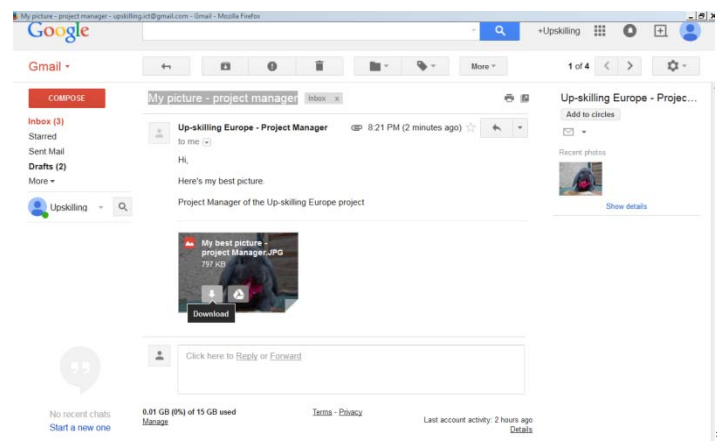 My picture - project manager - upskilling.ict@gmail.com - Gmail - Mozilla Firefox
Google
+Upskilling
Gmail
More
1 of 4
COMPOSE
Inbox (3)
Starred
Sent Mail
Drafts (2)
More
Upskilling
My picture - project manager Inbox x
Up-skilling Europe - Project Manager 8:21 PM (2 minutes ago)
to me
Hi,
Here's my best picture.
Project Manager of the Up-skilling Europe project
My best picture -
project Manager.JPG
797 KB
Download
Click here to Reply or Forward
Up-skilling Europe - Projec...
Add to circles
Recent photos
Show details
No recent chats
Start a new one
0.01 GB (0%) of 15 GB used
Manage
Terms - Privacy
Last account activity: 2 hours ago
Details